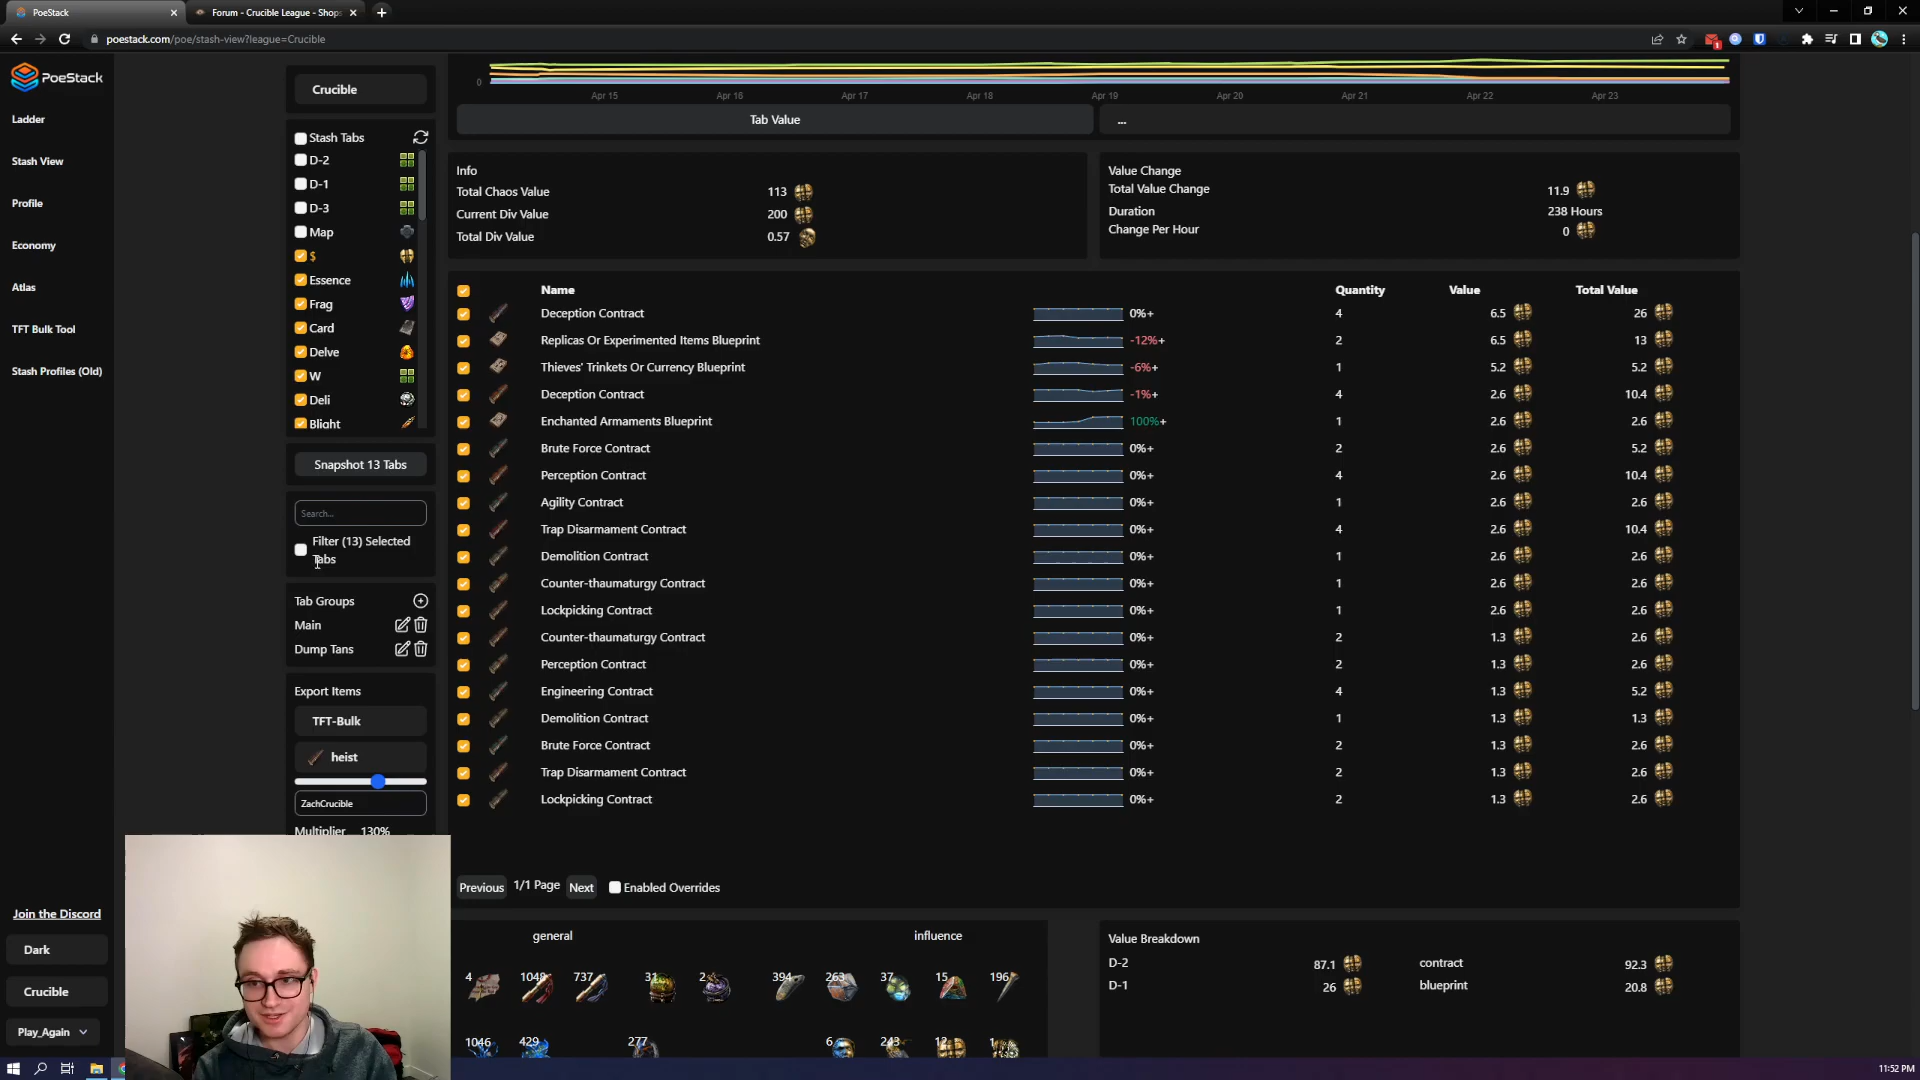 PoeStack
Forum - Crucible League - Shops
poestack.com/poe/stash-view?league=Crucible
1
PoeStack
Ladder
Stash View
Profile
Economy
Atlas
TFT Bulk Tool
Stash Profiles (Old)
Join the Discord
Dark
Crucible
Play_Again
Crucible
Stash Tabs
D-2
D-1
D-3
Map
$
Essence
Frag
Card
Delve
W
Deli
Blight
Snapshot 13 Tabs
Search...
Filter (13) Selected
Tabs
Tab Groups
Main
Dump Tans
Export Items
TFT-Bulk
heist
ZachCrucible
Multiplier 130%
0
Apr 15 Apr 16 Apr 17 Apr 18 Apr 19 Apr 20 Apr 21 Apr 22 Apr 23
Tab Value
...
Info
Total Chaos Value 113
Current Div Value 200
Total Div Value 0.57
Value Change
Total Value Change 11.9
Duration 238 Hours
Change Per Hour 0
Name Quantity Value Total Value
Deception Contract 0%+ 4 6.5 26
Replicas Or Experimented Items Blueprint -12%+ 2 6.5 13
Thieves' Trinkets Or Currency Blueprint -6%+ 1 5.2 5.2
Deception Contract -1%+ 4 2.6 10.4
Enchanted Armaments Blueprint 100%+ 1 2.6 2.6
Brute Force Contract 0%+ 2 2.6 5.2
Perception Contract 0%+ 4 2.6 10.4
Agility Contract 0%+ 1 2.6 2.6
Trap Disarmament Contract 0%+ 4 2.6 10.4
Demolition Contract 0%+ 1 2.6 2.6
Counter-thaumaturgy Contract 0%+ 1 2.6 2.6
Lockpicking Contract 0%+ 1 2.6 2.6
Counter-thaumaturgy Contract 0%+ 2 1.3 2.6
Perception Contract 0%+ 2 1.3 2.6
Engineering Contract 0%+ 4 1.3 5.2
Demolition Contract 0%+ 1 1.3 1.3
Brute Force Contract 0%+ 2 1.3 2.6
Trap Disarmament Contract 0%+ 2 1.3 2.6
Lockpicking Contract 0%+ 2 1.3 2.6
Previous 1/1 Page Next Enabled Overrides
general influence
4 1048 737 31 2 394 263 37 15 196
1046 429 277 6 243 12 1
Value Breakdown
D-2 87.1 contract 92.3
D-1 26 blueprint 20.8
11:52 PM